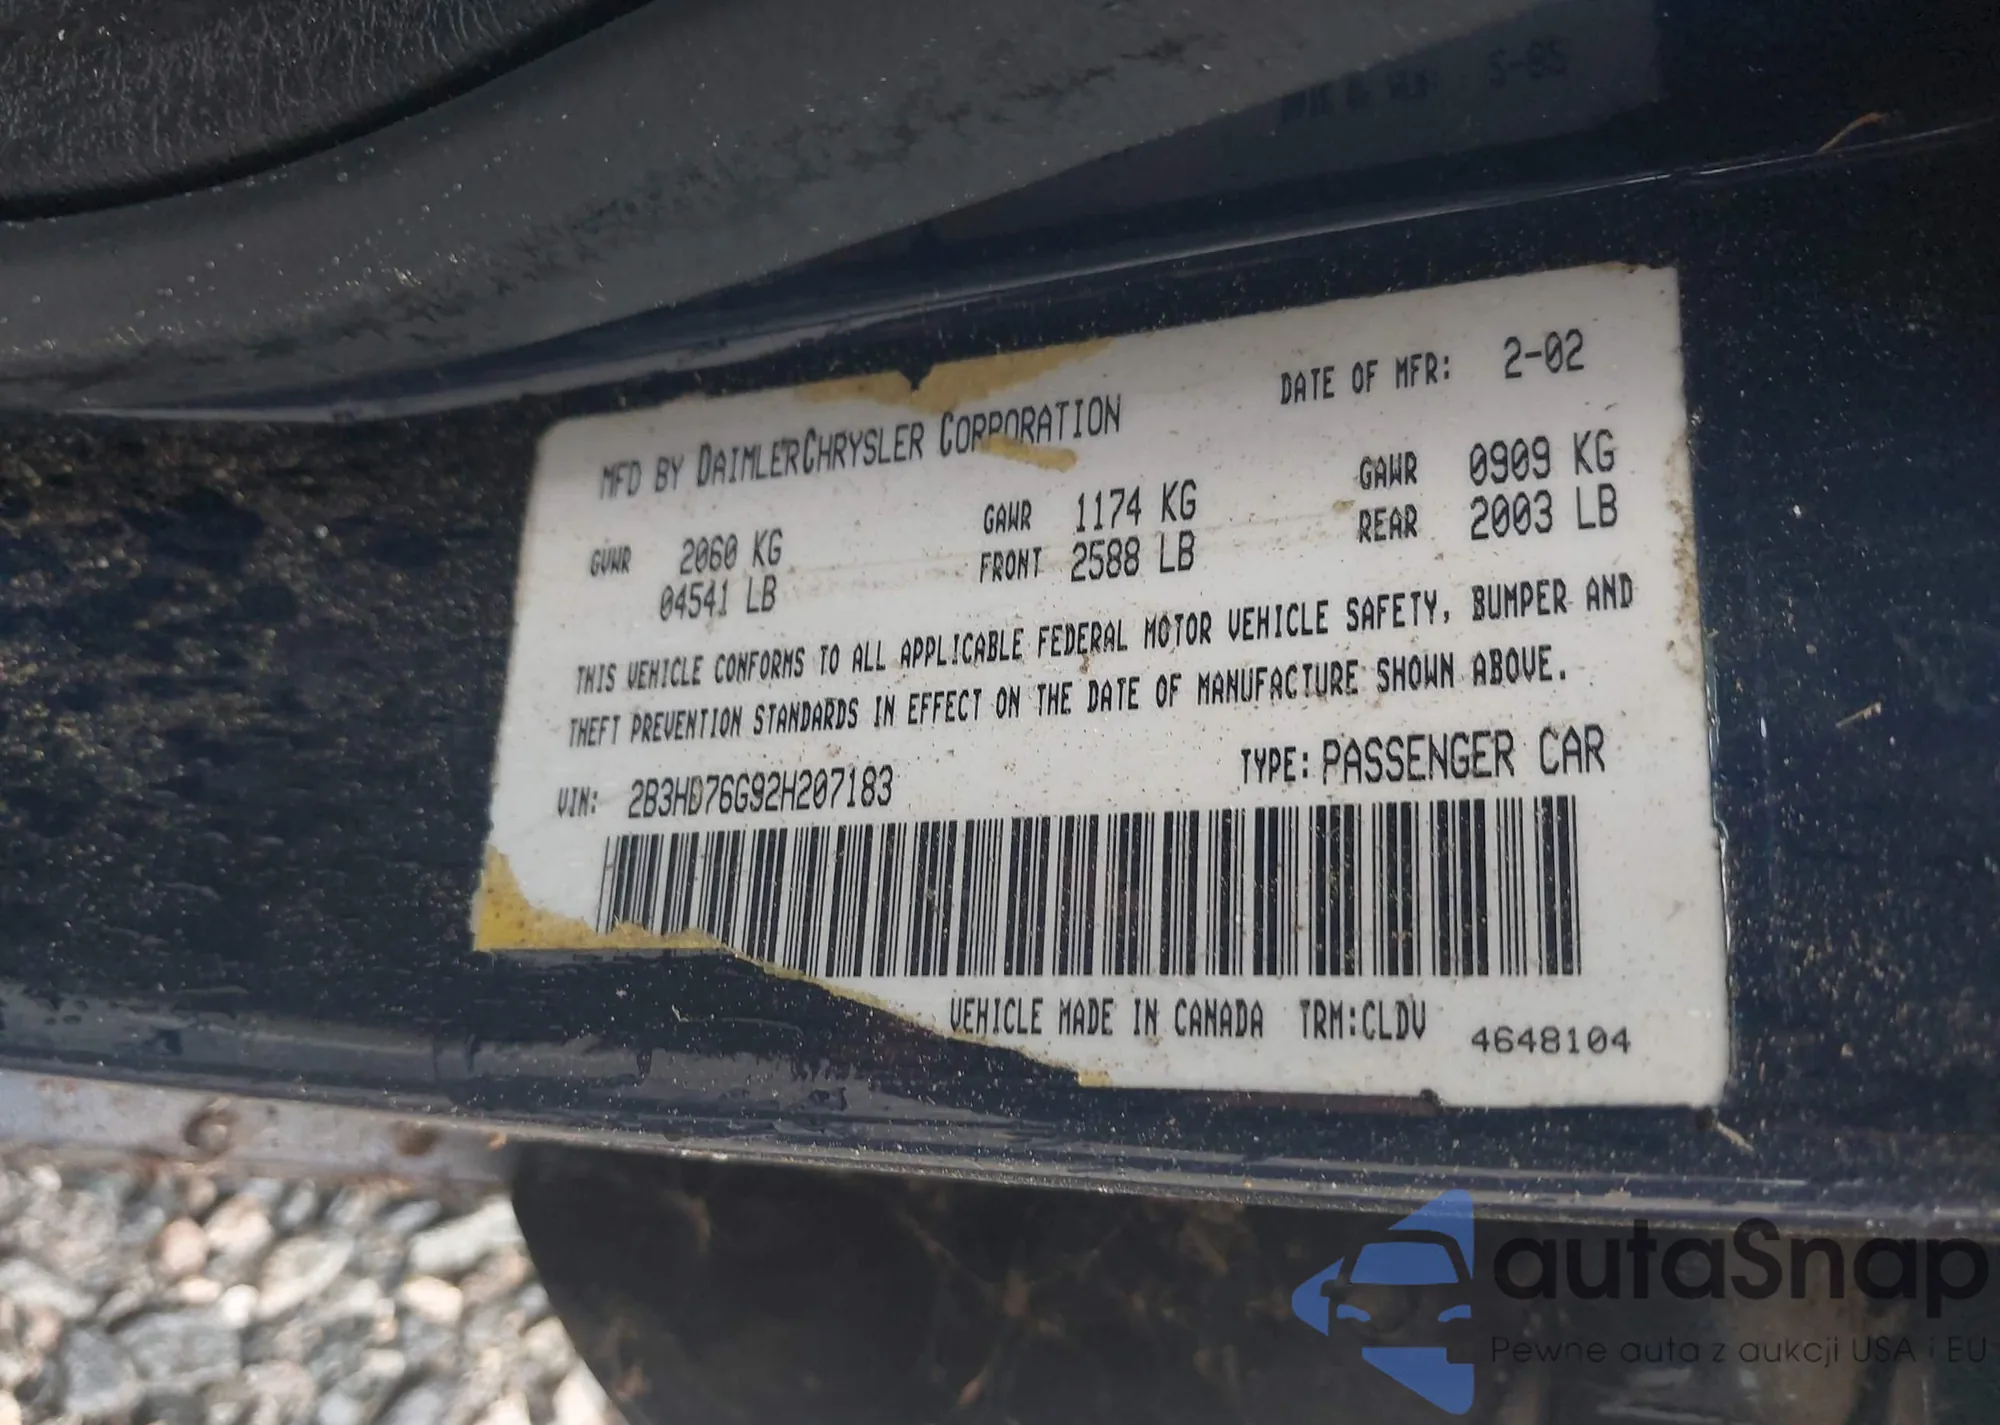 MFD BY DAIMLERCHRYSLER CORPORATION DATE OF MFR: 2-02
GVWR 2060 KG GAWR 1174 KG GAWR 0909 KG
04541 LB FRONT 2588 LB REAR 2003 LB
THIS VEHICLE CONFORMS TO ALL APPLICABLE FEDERAL MOTOR VEHICLE SAFETY, BUMPER AND
THEFT PREVENTION STANDARDS IN EFFECT ON THE DATE OF MANUFACTURE SHOWN ABOVE.
VIN: 2B3HD76G92H207183 TYPE: PASSENGER CAR
VEHICLE MADE IN CANADA TRM:CLDV 4648104
autaSnap
Pewne auta z aukcji USA i EU